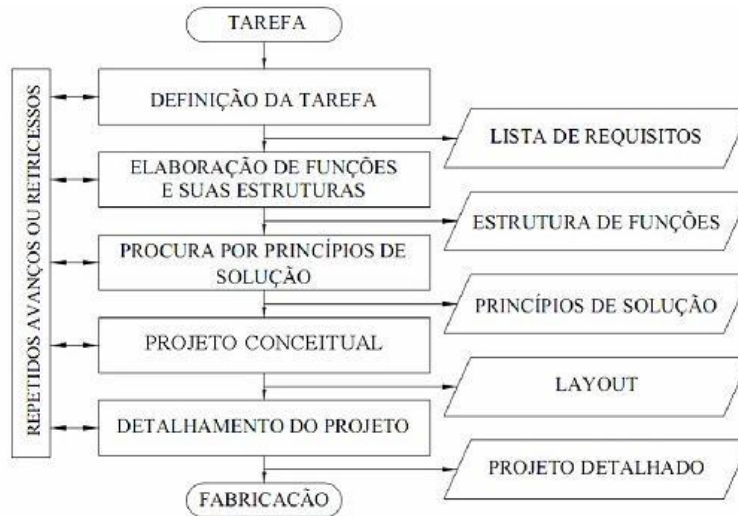 TAREFA
DEFINIÇÃO DA TAREFA
LISTA DE REQUISITOS
ELABORAÇÃO DE FUNÇÕES
E SUAS ESTRUTURAS
ESTRUTURA DE FUNÇÕES
PROCURA POR PRINCÍPIOS DE
SOLUÇÃO
PRINCÍPIOS DE SOLUÇÃO
PROJETO CONCEITUAL
LAYOUT
DETALHAMENTO DO PROJETO
PROJETO DETALHADO
FABRICAÇÃO
REPETIDOS AVANÇOS OU RETRICESSOS